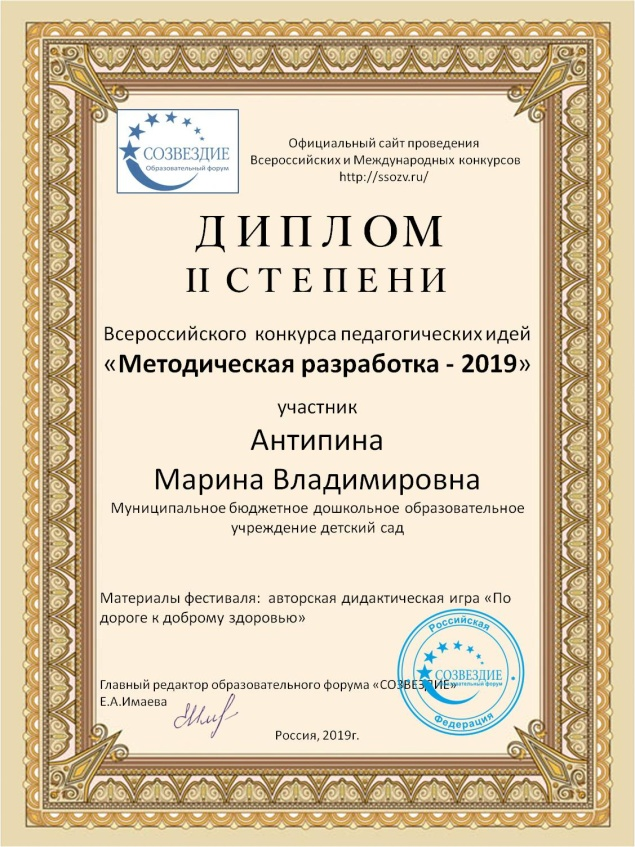 СОЗВЕЗДИЕ
Образовательный форум
Официальный сайт проведения
Всероссийских и Международных конкурсов
http://ssozv.ru/
ДИПЛОМ
II СТЕПЕНИ
Всероссийского конкурса педагогических идей
«Методическая разработка - 2019»
участник
Антипина
Марина Владимировна
Муниципальное бюджетное дошкольное образовательное
учреждение детский сад
Материалы фестиваля: авторская дидактическая игра «По
дороге к доброму здоровью»
Российская
СОЗВЕЗДИЕ
форум
Федерация
Главный редактор образовательного форума «СОЗВЕЗДИЕ»
Е.А.Имаева
Россия, 2019г.